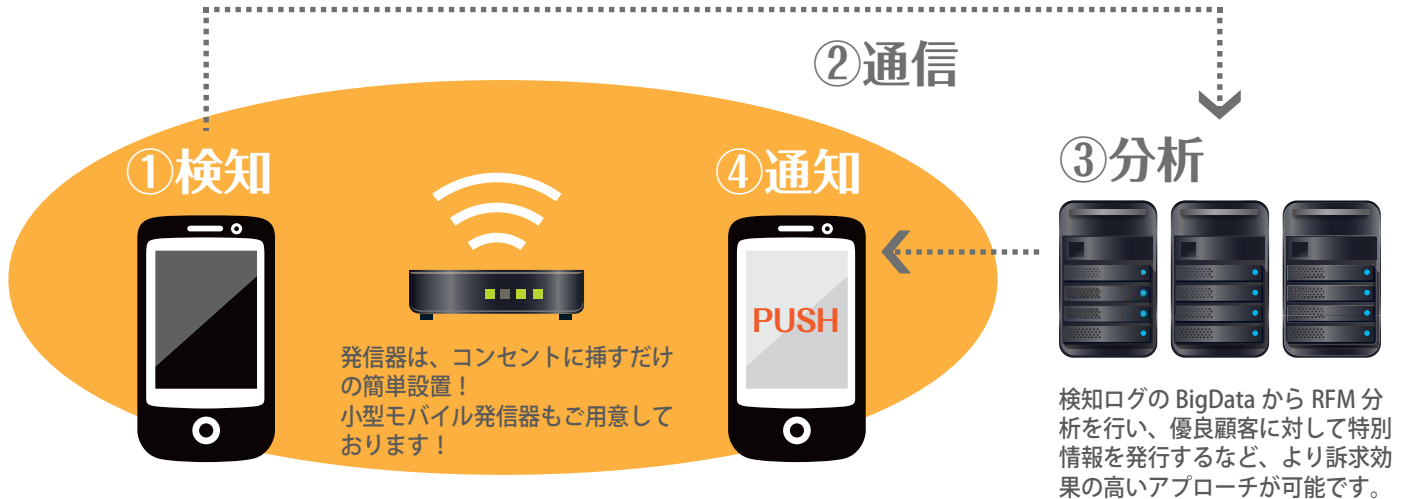 ②通信
①検知
④通知
③分析
PUSH
発信器は、コンセントに挿すだけ
の簡単設置！
小型モバイル発信器もご用意して
おります！
検知ログの BigData から RFM 分
析を行い、優良顧客に対して特別
情報を発行するなど、より訴求効
果の高いアプローチが可能です。